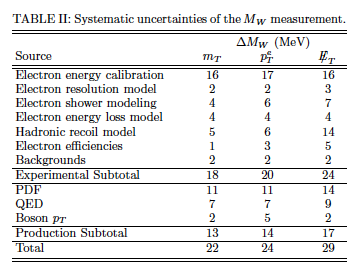 TABLE II: Systematic uncertainties of the M_W measurement.
ΔM_W (MeV)
Source m_T p_T^e E̸_T
Electron energy calibration 16 17 16
Electron resolution model 2 2 3
Electron shower modeling 4 6 7
Electron energy loss model 4 4 4
Hadronic recoil model 5 6 14
Electron efficiencies 1 3 5
Backgrounds 2 2 2
Experimental Subtotal 18 20 24
PDF 11 11 14
QED 7 7 9
Boson p_T 2 5 2
Production Subtotal 13 14 17
Total 22 24 29